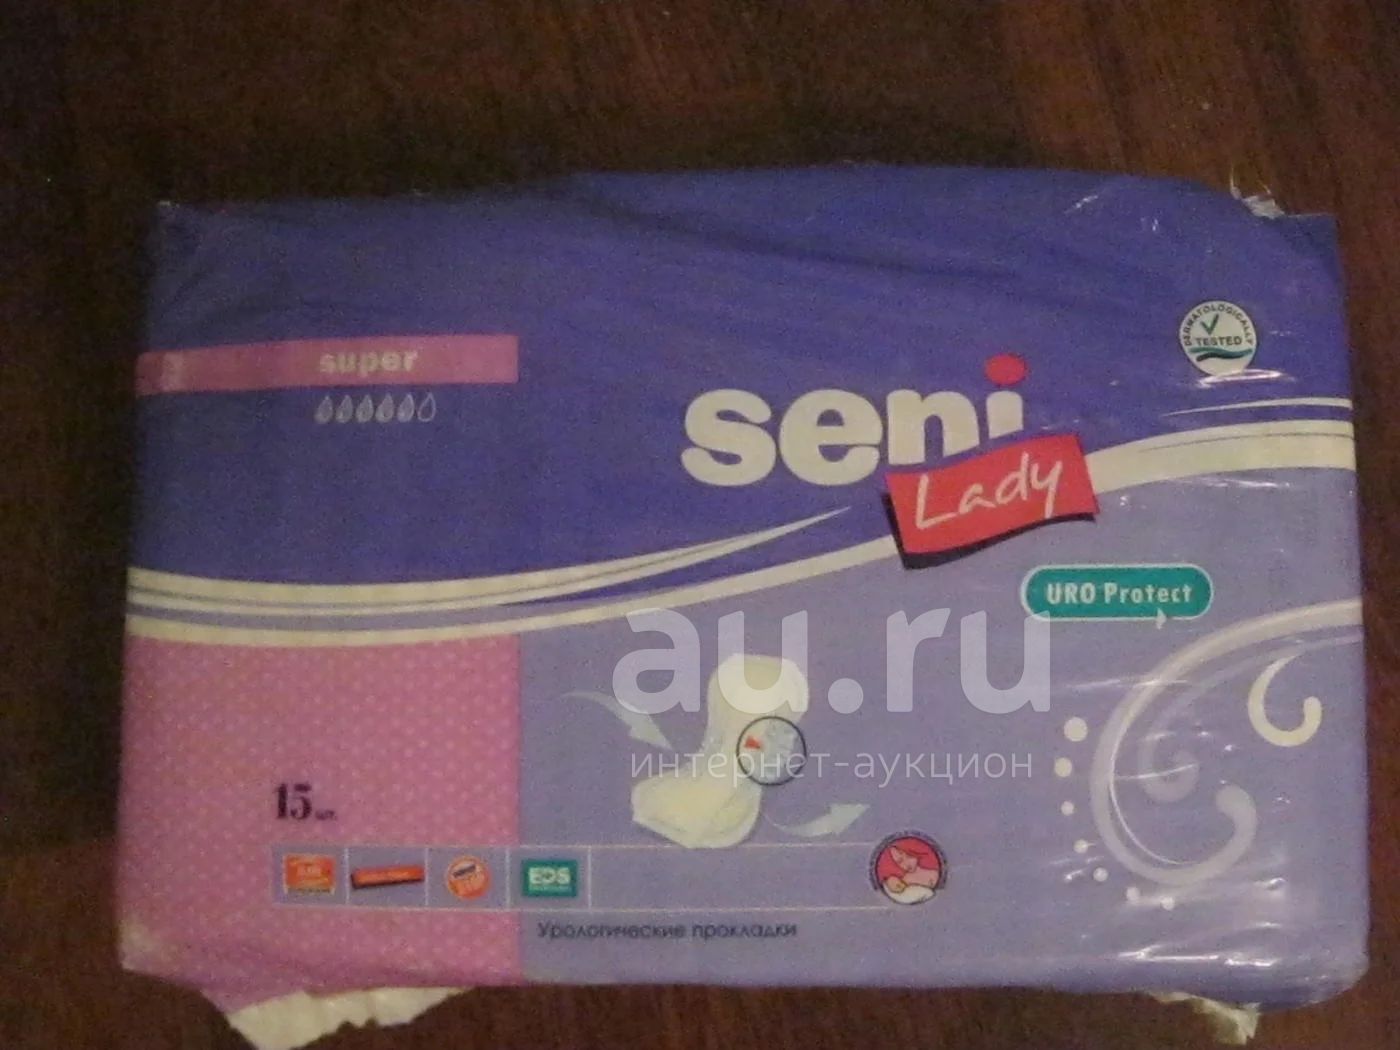 super
DERMATOLOGICALLY
TESTED
seni
Lady
URO Protect
au.ru
интернет-аукцион
15 шт.
EDS
Урологические прокладки